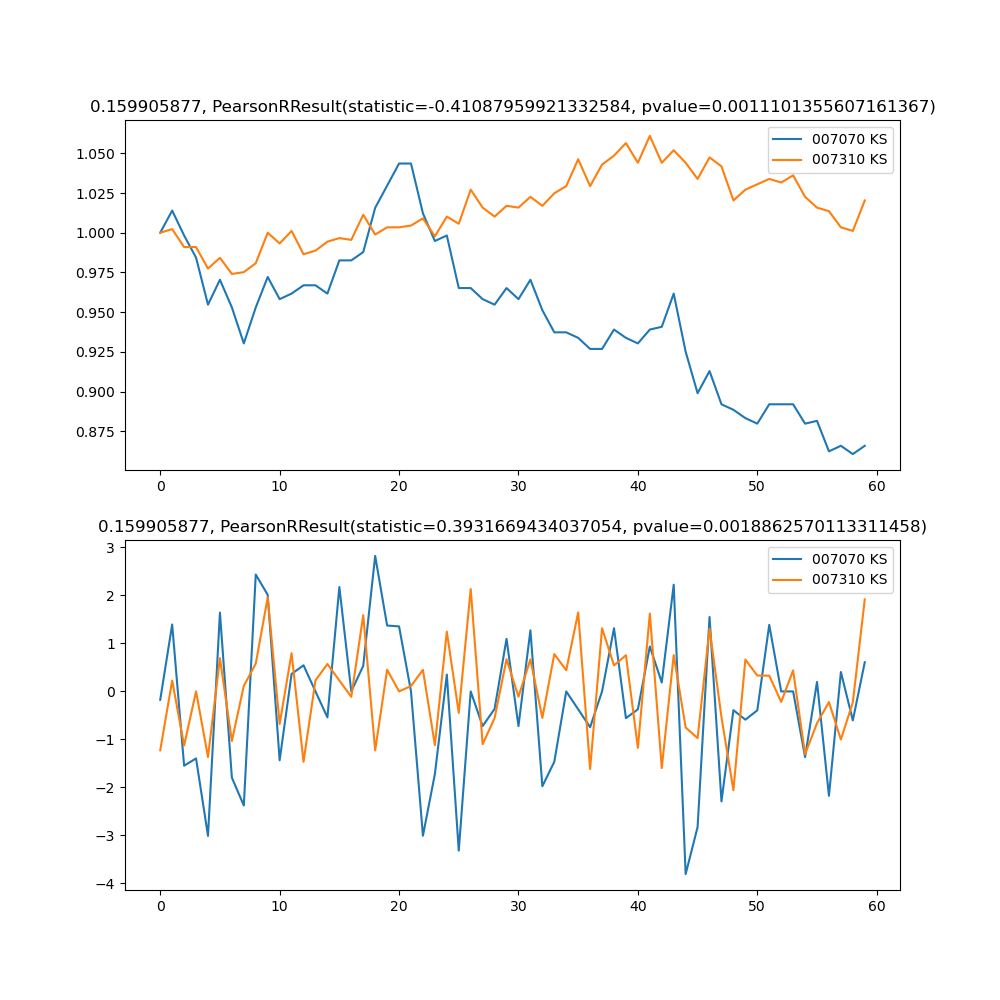 0.159905877, PearsonRResult(statistic=-0.41087959921332584, pvalue=0.0011101355607161367)
007070 KS
007310 KS
1.050
1.025
1.000
0.975
0.950
0.925
0.900
0.875
0 10 20 30 40 50 60
0.159905877, PearsonRResult(statistic=0.3931669434037054, pvalue=0.0018862570113311458)
007070 KS
007310 KS
3
2
1
0
−1
−2
−3
−4
0 10 20 30 40 50 60